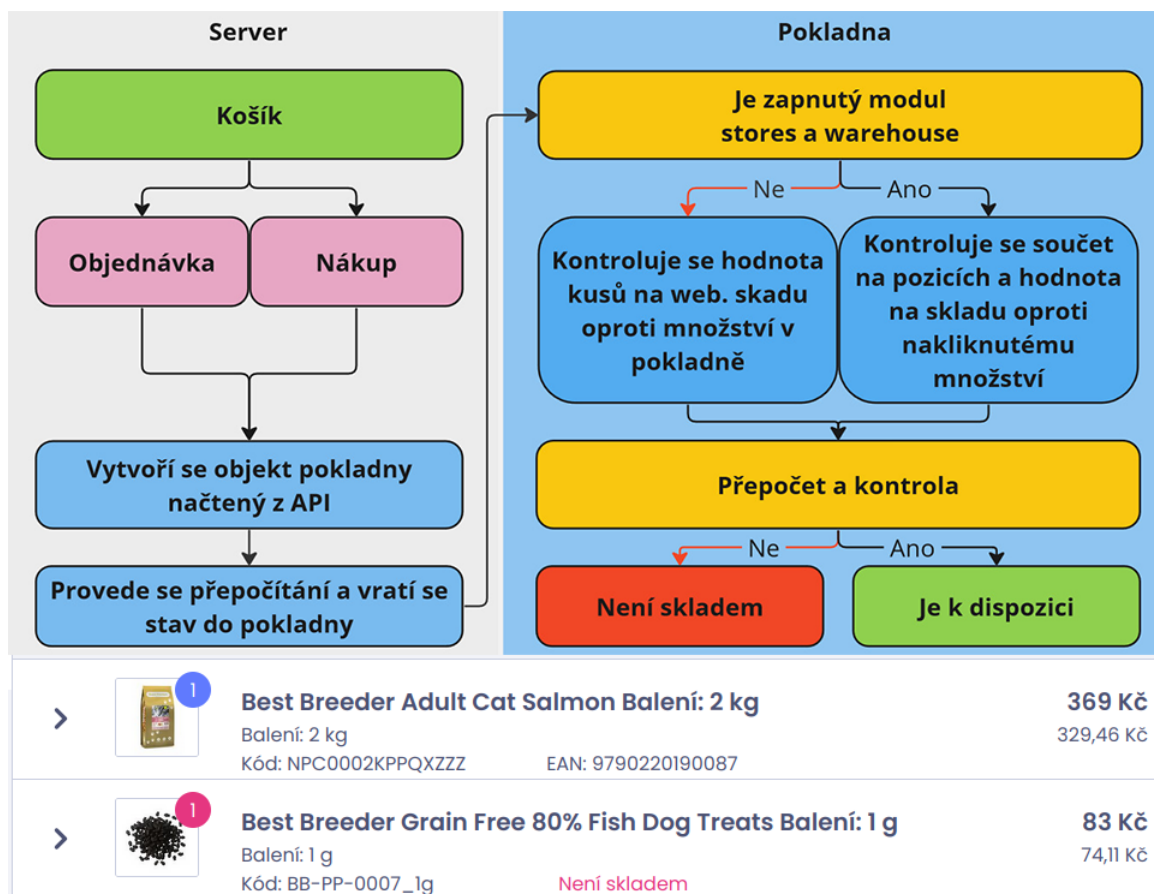 Server
Košík
Objednávka
Nákup
Vytvoří se objekt pokladny
načtený z API
Provede se přepočítání a vratí se
stav do pokladny
Pokladna
Je zapnutý modul
stores a warehouse
Ne
Ano
Kontroluje se hodnota
kusů na web. skadu
oproti množství v
pokladně
Kontroluje se součet
na pozicích a hodnota
na skladu oproti
nakliknutému
množství
Přepočet a kontrola
Ne
Ano
Není skladem
Je k dispozici
1
Best Breeder Adult Cat Salmon Balení: 2 kg
369 Kč
Balení: 2 kg
329,46 Kč
Kód: NPC0002KPPQXZZZ
EAN: 9790220190087
1
Best Breeder Grain Free 80% Fish Dog Treats Balení: 1 g
83 Kč
Balení: 1 g
74,11 Kč
Kód: BB-PP-0007_1g
Není skladem